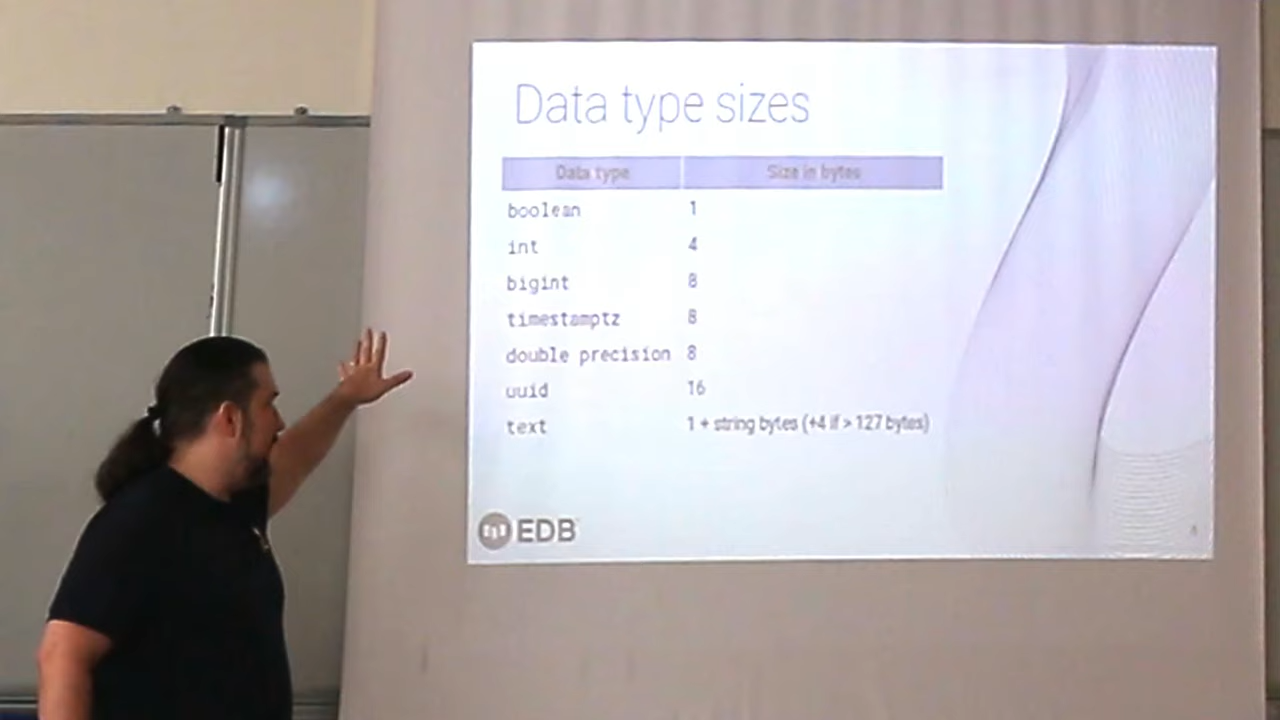 Data type sizes
Data type Size in bytes
boolean 1
int 4
bigint 8
timestamptz 8
double precision 8
uuid 16
text 1 + string bytes (+4 if > 127 bytes)
EDB